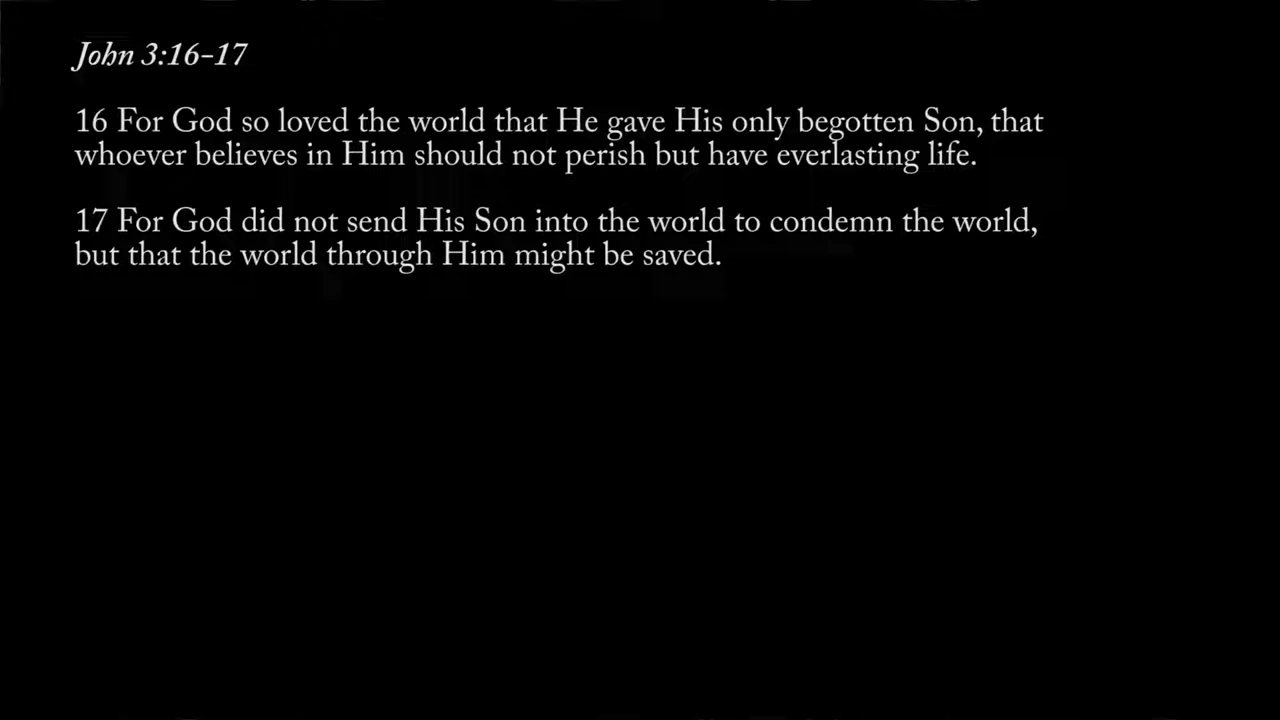 John 3:16-17
16 For God so loved the world that He gave His only begotten Son, that
whoever believes in Him should not perish but have everlasting life.
17 For God did not send His Son into the world to condemn the world,
but that the world through Him might be saved.